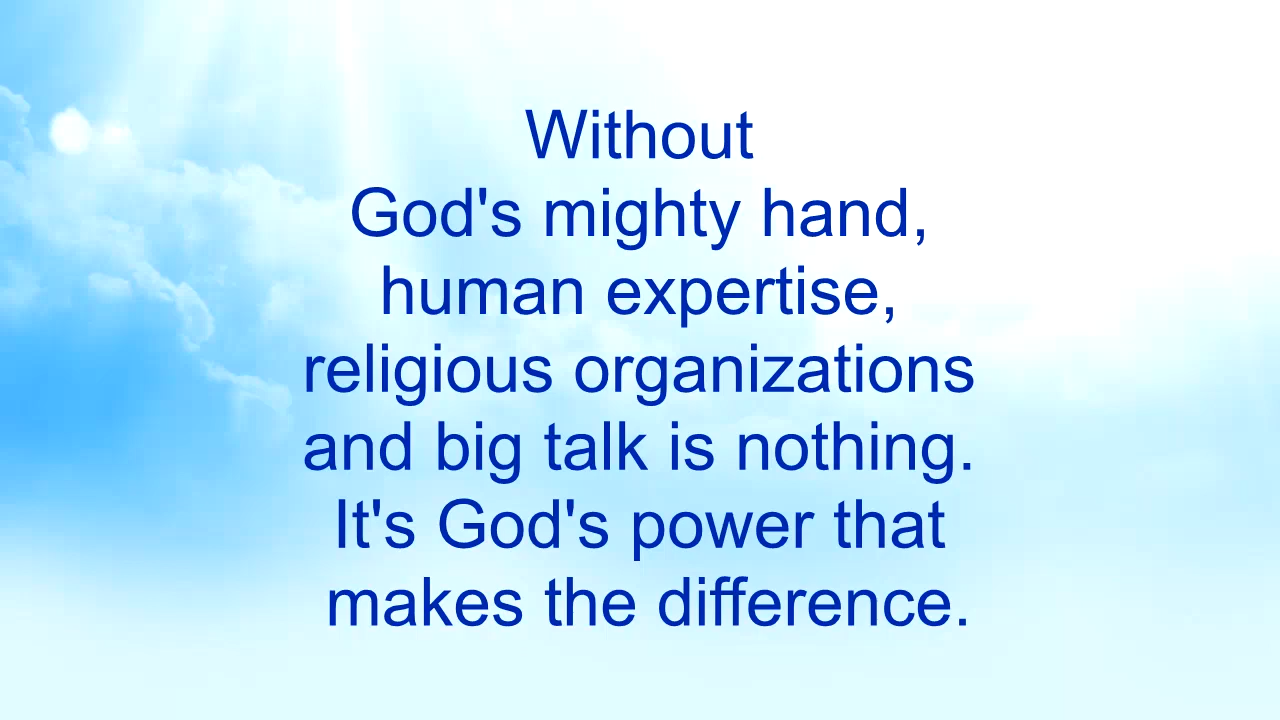 Without
God's mighty hand,
human expertise,
religious organizations
and big talk is nothing.
It's God's power that
makes the difference.